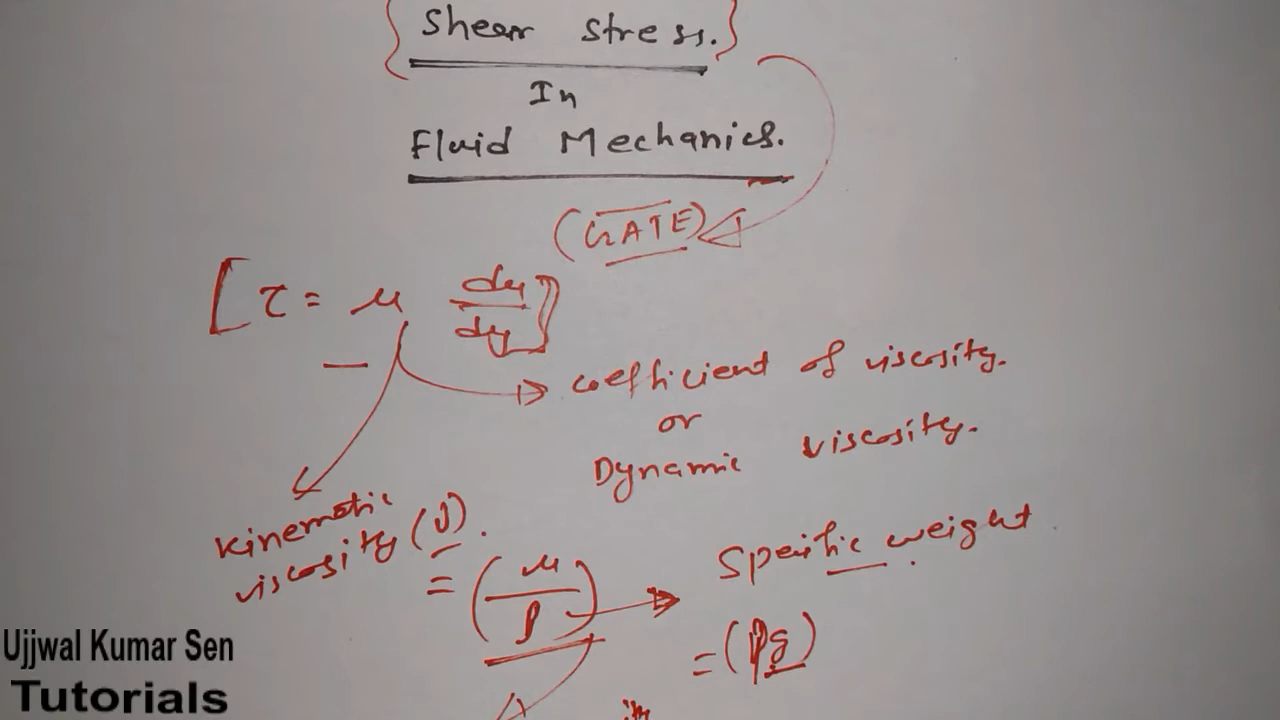 {Shear stress.}
In
Fluid Mechanics.
(GATE)
[τ = μ du/dy]
coefficient of viscosity.
or
Dynamic viscosity.
Kinematic
viscosity (ν).
= (μ/ρ)
Specific weight
= (ρg)
Ujjwal Kumar Sen
Tutorials